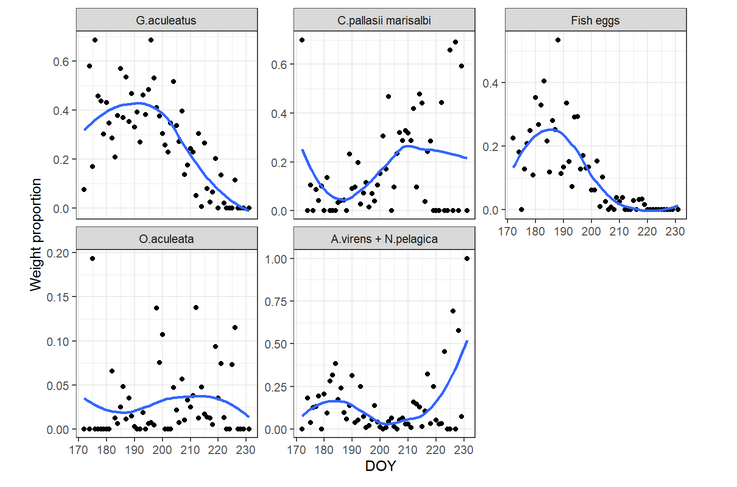 G.aculeatus
C.pallasii marisalbi
Fish eggs
0.6
0.4
0.2
0.0
0.6
0.4
0.2
0.0
0.4
0.2
0.0
170 180 190 200 210 220 230
Weight proportion
O.aculeata
A.virens + N.pelagica
0.20
0.15
0.10
0.05
0.00
1.00
0.75
0.50
0.25
0.00
170 180 190 200 210 220 230
170 180 190 200 210 220 230
DOY